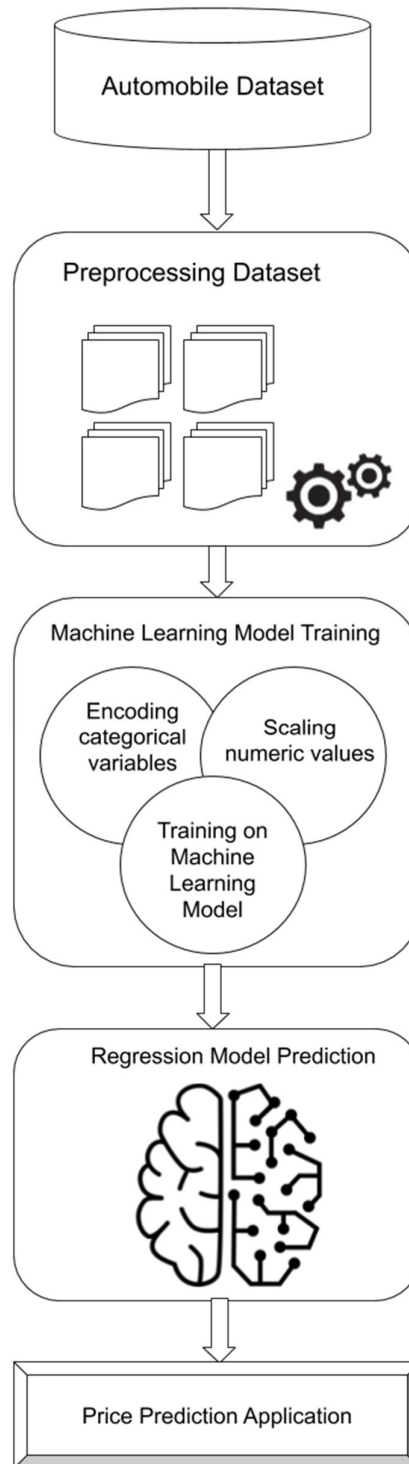 Automobile Dataset
Preprocessing Dataset
Machine Learning Model Training
Encoding
categorical
variables
Scaling
numeric values
Training on
Machine
Learning
Model
Regression Model Prediction
Price Prediction Application